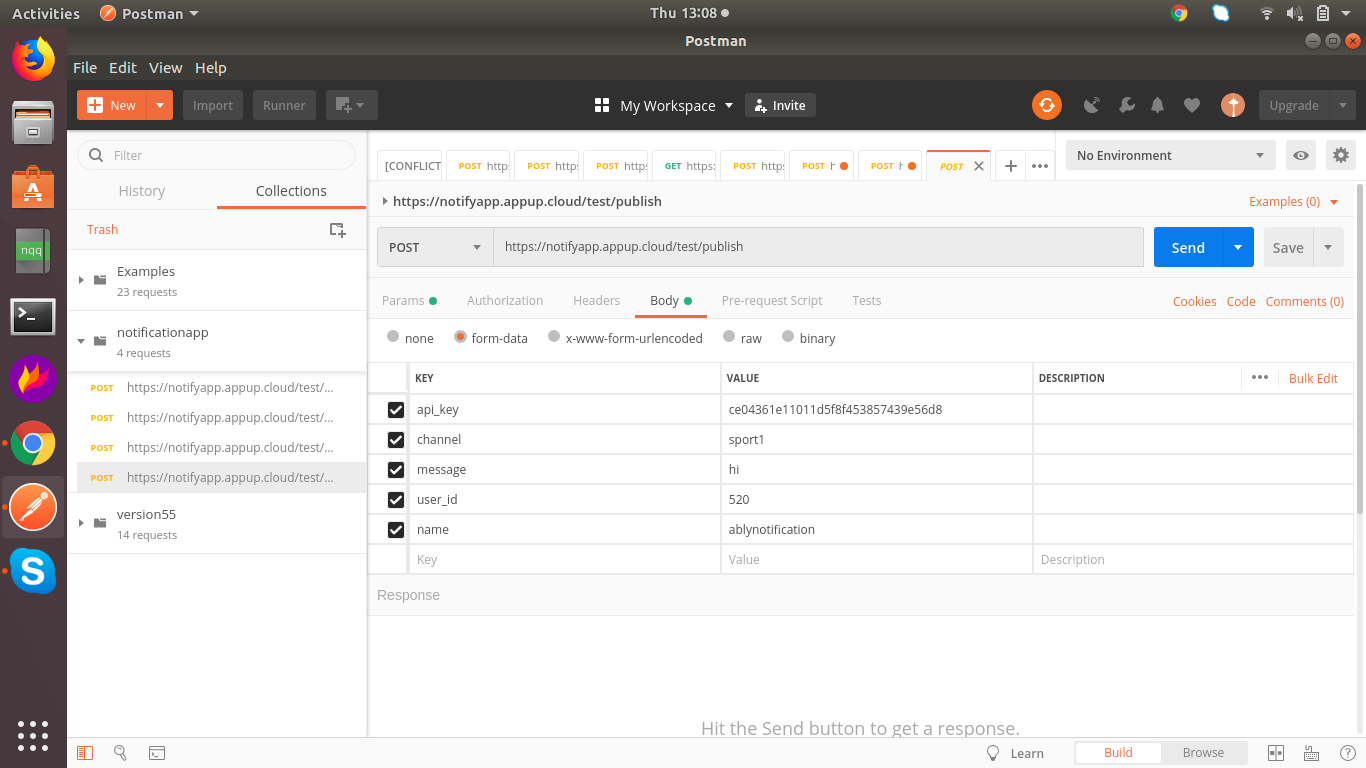 Activities Postman Thu 13:08
Postman
File Edit View Help
New Import Runner My Workspace Invite Upgrade
Filter
History Collections
Trash
Examples
23 requests
notificationapp
4 requests
POST https://notifyapp.appup.cloud/test/...
POST https://notifyapp.appup.cloud/test/...
POST https://notifyapp.appup.cloud/test/...
POST https://notifyapp.appup.cloud/test/...
version55
14 requests
nqq
[CONFLICT POST http POST https POST https GET https: POST https POST h POST h POST No Environment
https://notifyapp.appup.cloud/test/publish Examples (0)
POST https://notifyapp.appup.cloud/test/publish Send Save
Params Authorization Headers Body Pre-request Script Tests Cookies Code Comments (0)
none form-data x-www-form-urlencoded raw binary
KEY VALUE DESCRIPTION Bulk Edit
api_key ce04361e11011d5f8f453857439e56d8
channel sport1
message hi
user_id 520
name ablynotification
Key Value Description
Response
Hit the Send button to get a response.
Learn Build Browse